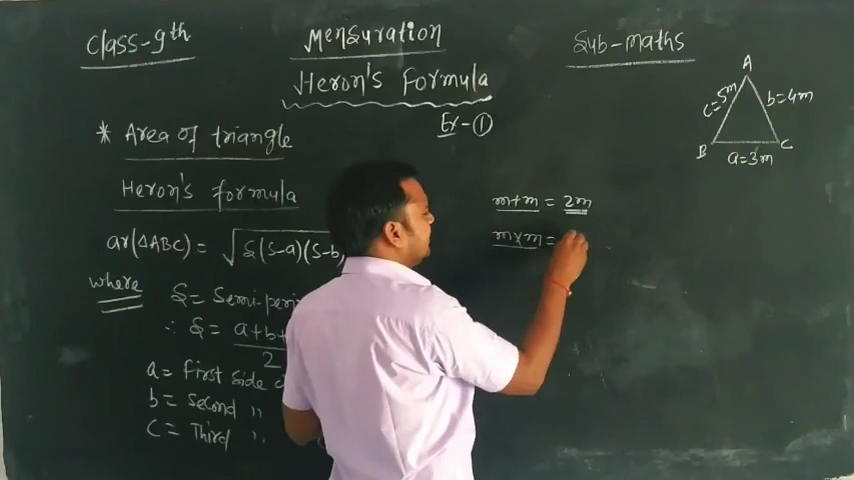 Class-9th
Mensuration
Sub-maths
Heron's Formula
Ex-①
* Area of triangle
Heron's formula
ar(△ABC) = √S(S-a)(S-b)
where
S = Semi-peri
∴ S = a+b+
2
a = First side
b = Second "
c = Third "
m+m = 2m
m×m =
A
c=5m
b=4m
B
C
a=3m